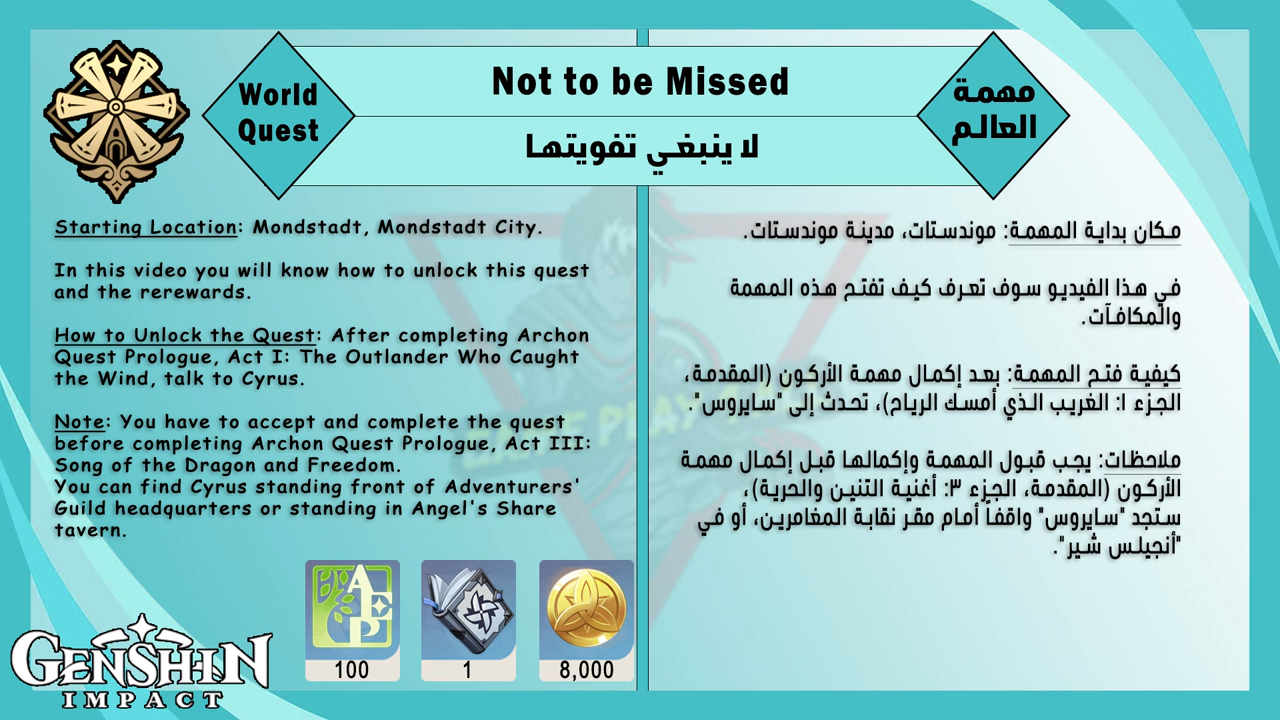 World
Quest
Not to be Missed
لا ينبغي تفويتها
مهمة
العالم
Starting Location: Mondstadt, Mondstadt City.
In this video you will know how to unlock this quest
and the rerewards.
How to Unlock the Quest: After completing Archon
Quest Prologue, Act I: The Outlander Who Caught
the Wind, talk to Cyrus.
Note: You have to accept and complete the quest
before completing Archon Quest Prologue, Act III:
Song of the Dragon and Freedom.
You can find Cyrus standing front of Adventurers'
Guild headquarters or standing in Angel's Share
tavern.
مكان بداية المهمة: موندستات، مدينة موندستات.
في هذا الفيديو سوف تعرف كيف تفتح هذه المهمة
والمكافآت.
كيفية فتح المهمة: بعد إكمال مهمة الأركون (المقدمة،
الجزء ١: الغريب الذي أمسك الرياح)، تحدث إلى "سايروس".
ملاحظات: يجب قبول المهمة وإكمالها قبل إكمال مهمة
الأركون (المقدمة، الجزء ٣: أغنية التنين والحرية)،
ستجد "سايروس" واقفاً أمام مقر نقابة المغامرين، أو في
"أنجيلس شير".
AEP
100
1
8,000
GENSHIN
IMPACT